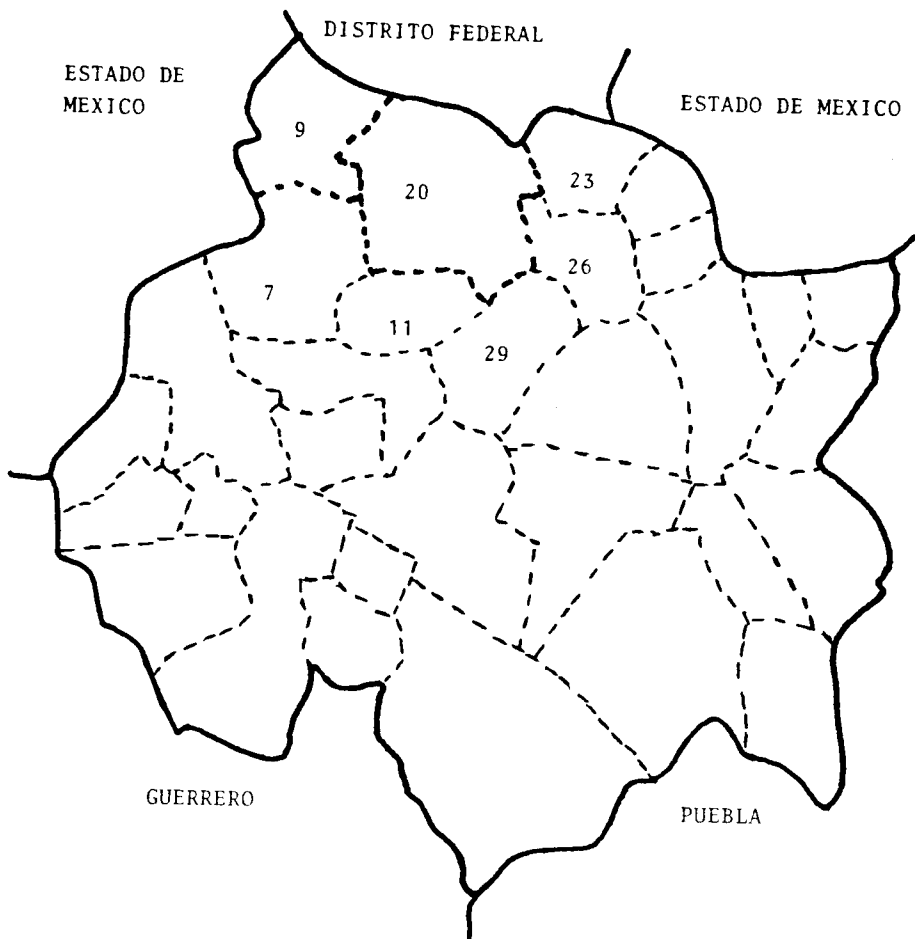 DISTRITO FEDERAL
ESTADO DE
MEXICO
ESTADO DE MEXICO
9
20
23
26
7
11
29
GUERRERO
PUEBLA